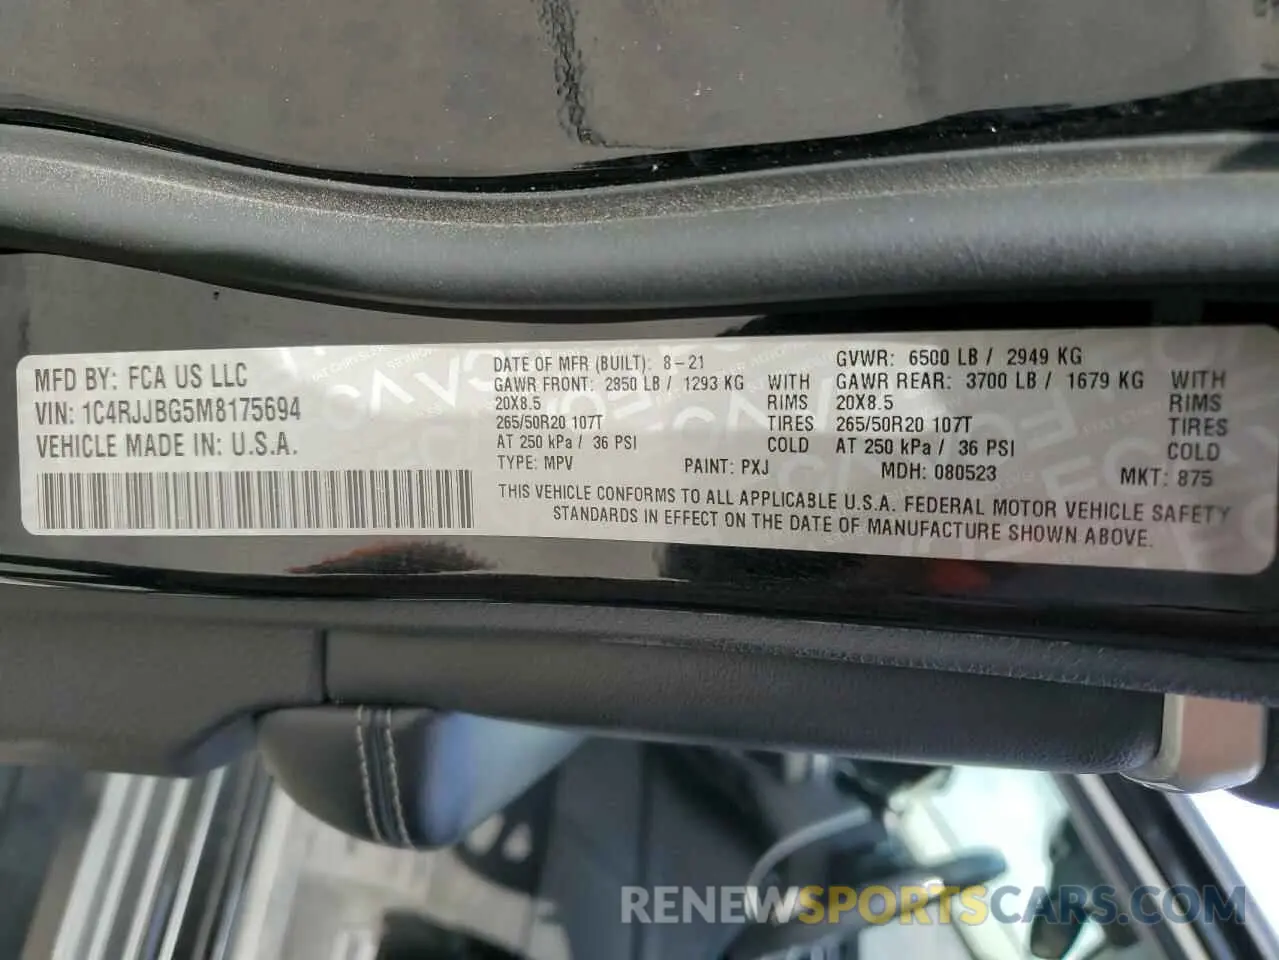 MFD BY: FCA US LLC
VIN: 1C4RJJBG5M8175694
VEHICLE MADE IN: U.S.A.
DATE OF MFR (BUILT): 8-21 GVWR: 6500 LB / 2949 KG
GAWR FRONT: 2850 LB / 1293 KG WITH GAWR REAR: 3700 LB / 1679 KG WITH
20X8.5 RIMS 20X8.5 RIMS
265/50R20 107T TIRES 265/50R20 107T TIRES
AT 250 kPa / 36 PSI COLD AT 250 kPa / 36 PSI COLD
TYPE: MPV PAINT: PXJ MDH: 080523 MKT: 875
THIS VEHICLE CONFORMS TO ALL APPLICABLE U.S.A. FEDERAL MOTOR VEHICLE SAFETY
STANDARDS IN EFFECT ON THE DATE OF MANUFACTURE SHOWN ABOVE.
RENEWSPORTSCARS.COM